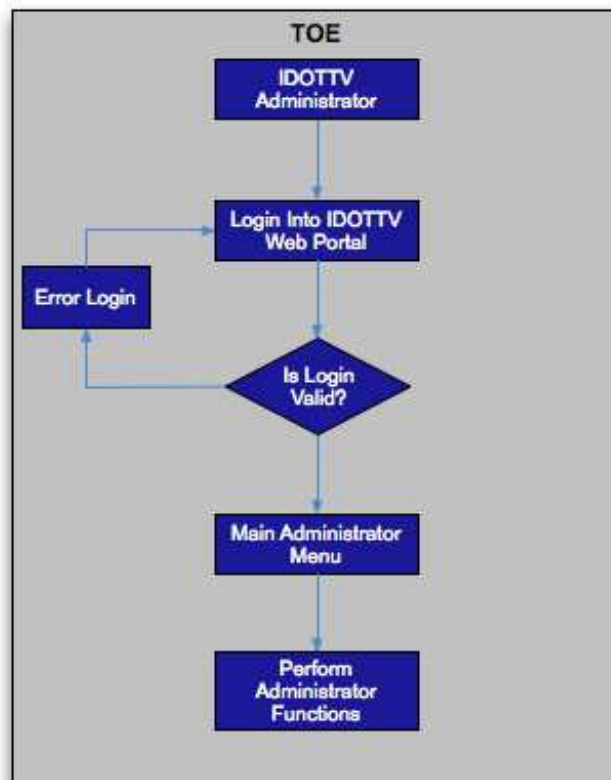 TOE
IDOTTV
Administrator
Login Into IDOTTV
Web Portal
Error Login
Is Login
Valid?
Main Administrator
Menu
Perform
Administrator
Functions